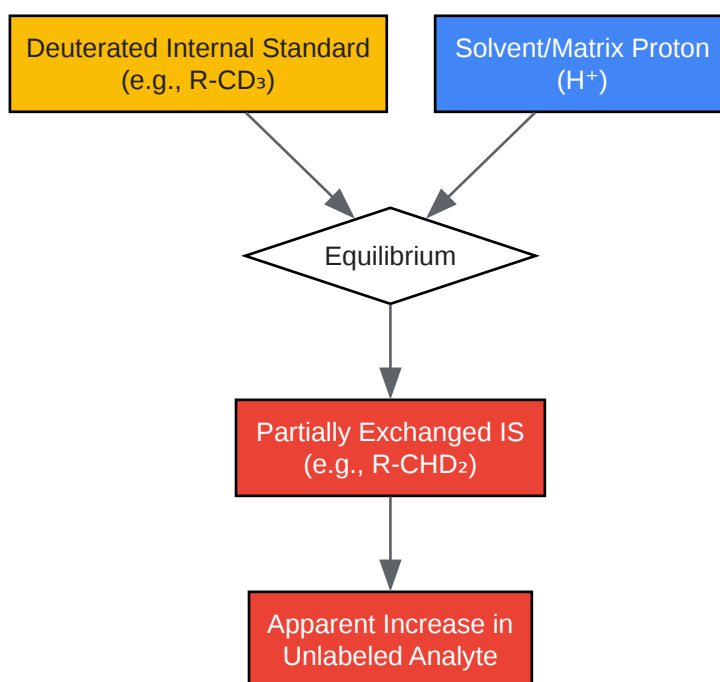 Deuterated Internal Standard
(e.g., R-CD₃)
Solvent/Matrix Proton
(H⁺)
Equilibrium
Partially Exchanged IS
(e.g., R-CHD₂)
Apparent Increase in
Unlabeled Analyte